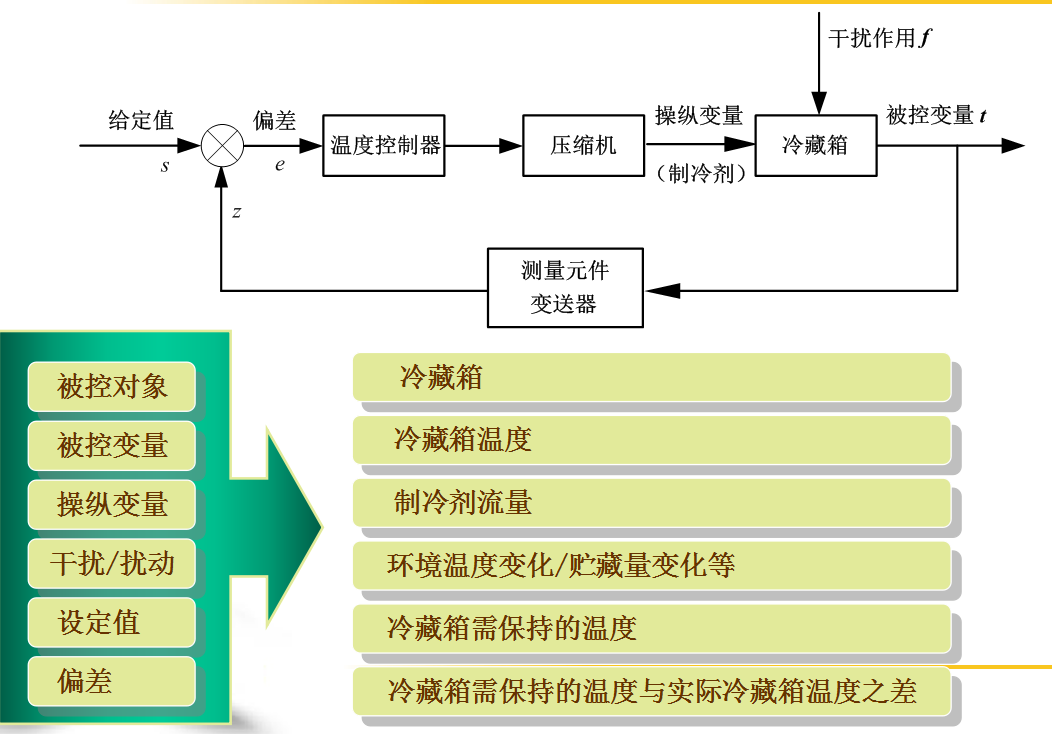 干扰作用f
给定值
s
偏差
e
温度控制器
压缩机
操纵变量
(制冷剂)
冷藏箱
被控变量 t
z
测量元件
变送器
被控对象
冷藏箱
被控变量
冷藏箱温度
操纵变量
制冷剂流量
干扰/扰动
环境温度变化/贮藏量变化等
设定值
冷藏箱需保持的温度
偏差
冷藏箱需保持的温度与实际冷藏箱温度之差